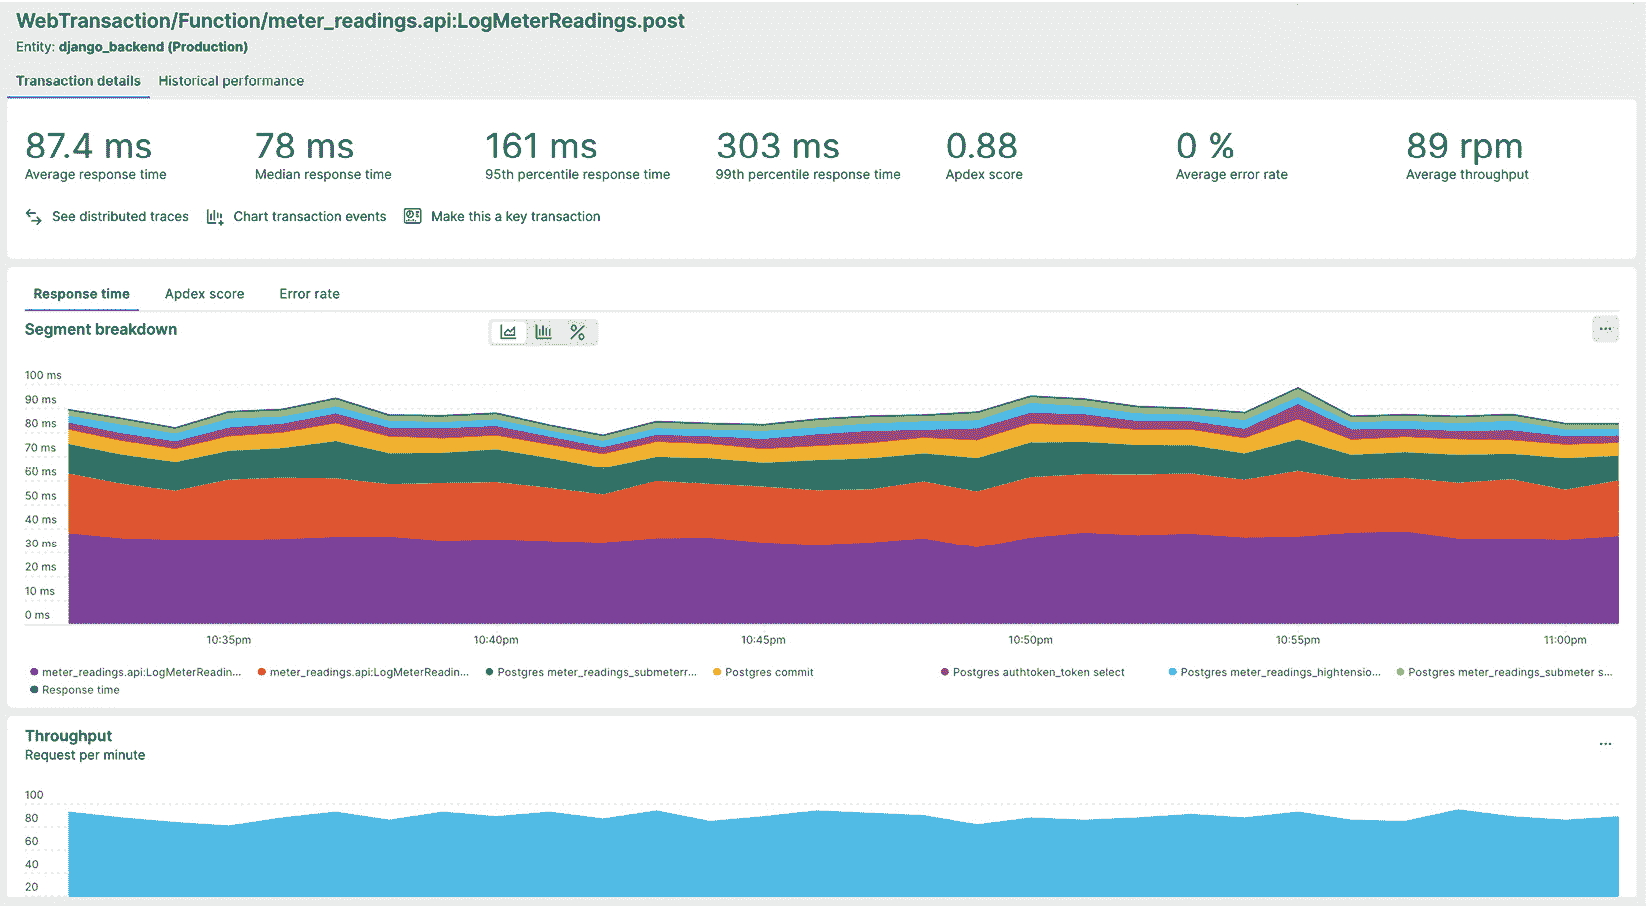 WebTransaction/Function/meter_readings.api:LogMeterReadings.post
Entity: django_backend (Production)
Transaction details Historical performance
87.4 ms 78 ms 161 ms 303 ms 0.88 0 % 89 rpm
Average response time Median response time 95th percentile response time 99th percentile response time Apdex score Average error rate Average throughput
See distributed traces Chart transaction events Make this a key transaction
Response time Apdex score Error rate
Segment breakdown
100 ms
90 ms
80 ms
70 ms
60 ms
50 ms
40 ms
30 ms
20 ms
10 ms
0 ms
10:35pm 10:40pm 10:45pm 10:50pm 10:55pm 11:00pm
meter_readings.api:LogMeterReadin... meter_readings.api:LogMeterReadin... Postgres meter_readings_submeterr... Postgres commit Postgres authtoken_token select Postgres meter_readings_hightensio... Postgres meter_readings_submeter s...
Response time
Throughput
Request per minute
100
80
60
40
20